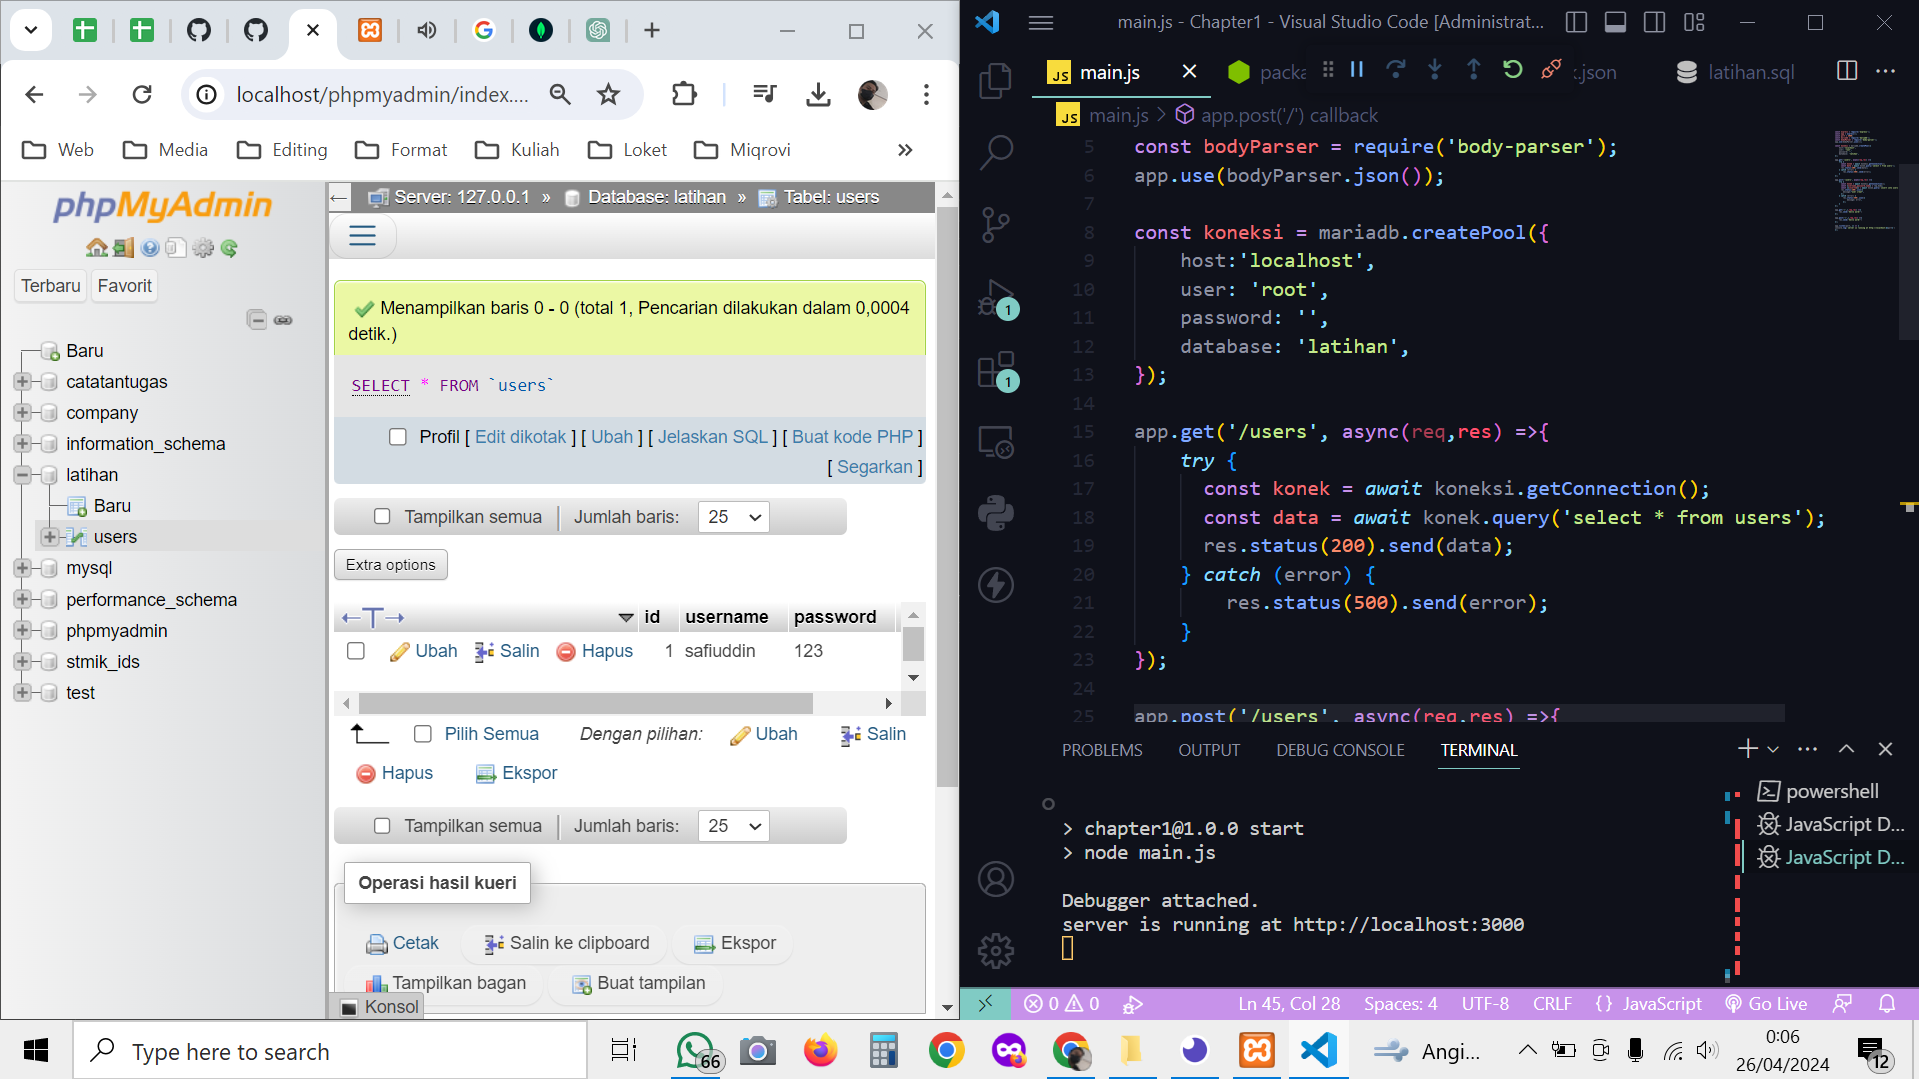 localhost/phpmyadmin/index....
Web
Media
Editing
Format
Kuliah
Loket
Miqrovi
»
phpMyAdmin
Terbaru
Favorit
Baru
catatantugas
company
information_schema
latihan
Baru
users
mysql
performance_schema
phpmyadmin
stmik_ids
test
Server: 127.0.0.1 » Database: latihan » Tabel: users
Menampilkan baris 0 - 0 (total 1, Pencarian dilakukan dalam 0,0004
detik.)
SELECT * FROM `users`
Profil [ Edit dikotak ] [ Ubah ] [ Jelaskan SQL ] [ Buat kode PHP ]
[ Segarkan ]
Tampilkan semua | Jumlah baris: 25
Extra options
←T→ id username password
Ubah Salin Hapus 1 safiuddin 123
Pilih Semua Dengan pilihan: Ubah Salin
Hapus Ekspor
Tampilkan semua | Jumlah baris: 25
Operasi hasil kueri
Cetak Salin ke clipboard Ekspor
Tampilkan bagan Buat tampilan
Konsol
main.js - Chapter1 - Visual Studio Code [Administrat...
JS main.js
packa
.json
latihan.sql
JS main.js > app.post('/') callback
5 const bodyParser = require('body-parser');
6 app.use(bodyParser.json());
7
8 const koneksi = mariadb.createPool({
9 host:'localhost',
10 user: 'root',
11 password: '',
12 database: 'latihan',
13 });
14
15 app.get('/users', async(req,res) =>{
16 try {
17 const konek = await koneksi.getConnection();
18 const data = await konek.query('select * from users');
19 res.status(200).send(data);
20 } catch (error) {
21 res.status(500).send(error);
22 }
23 });
24
25 app.post('/users', async(req,res) =>{
1
1
PROBLEMS OUTPUT DEBUG CONSOLE TERMINAL
> chapter1@1.0.0 start
> node main.js
Debugger attached.
server is running at http://localhost:3000
powershell
JavaScript D...
JavaScript D...
0 0
Ln 45, Col 28 Spaces: 4 UTF-8 CRLF {} JavaScript Go Live
Type here to search
66
Angi...
0:06
26/04/2024
12